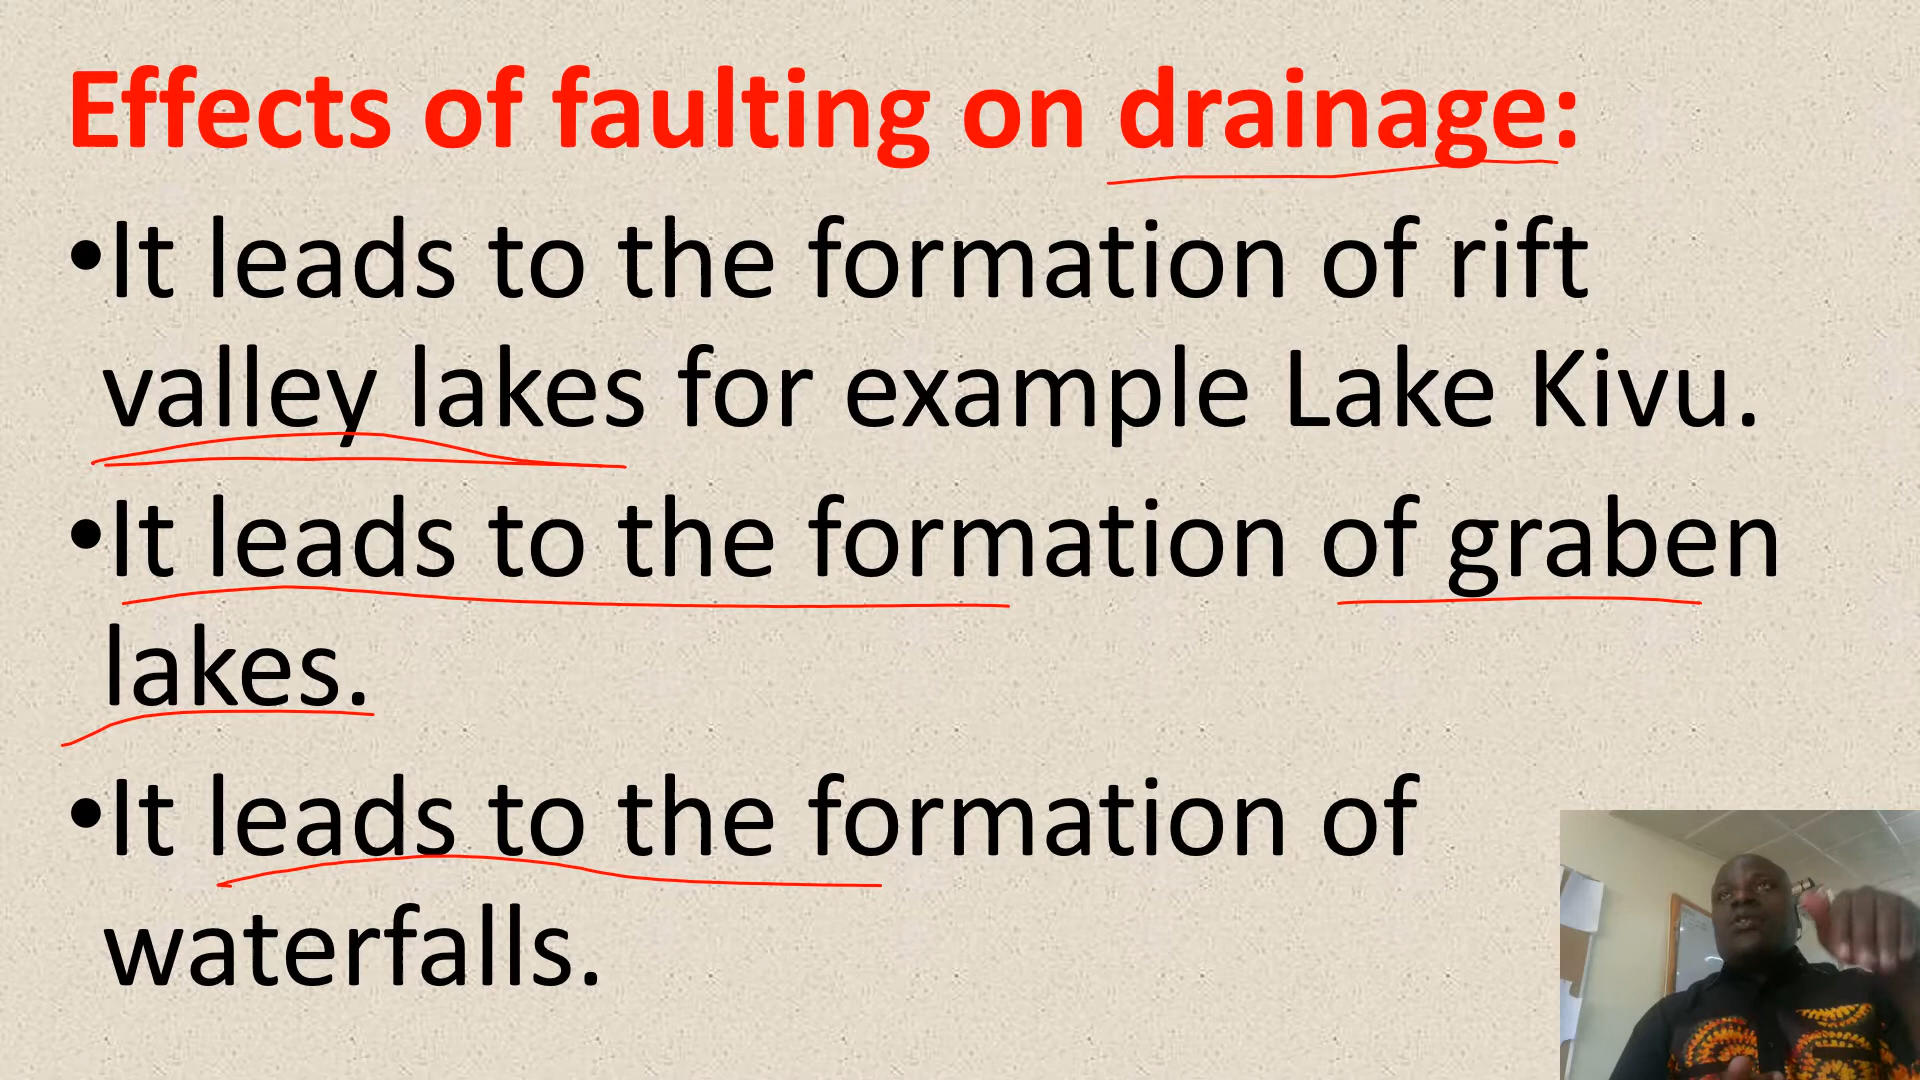 Effects of faulting on drainage:
•It leads to the formation of rift
valley lakes for example Lake Kivu.
•It leads to the formation of graben
lakes.
•It leads to the formation of
waterfalls.